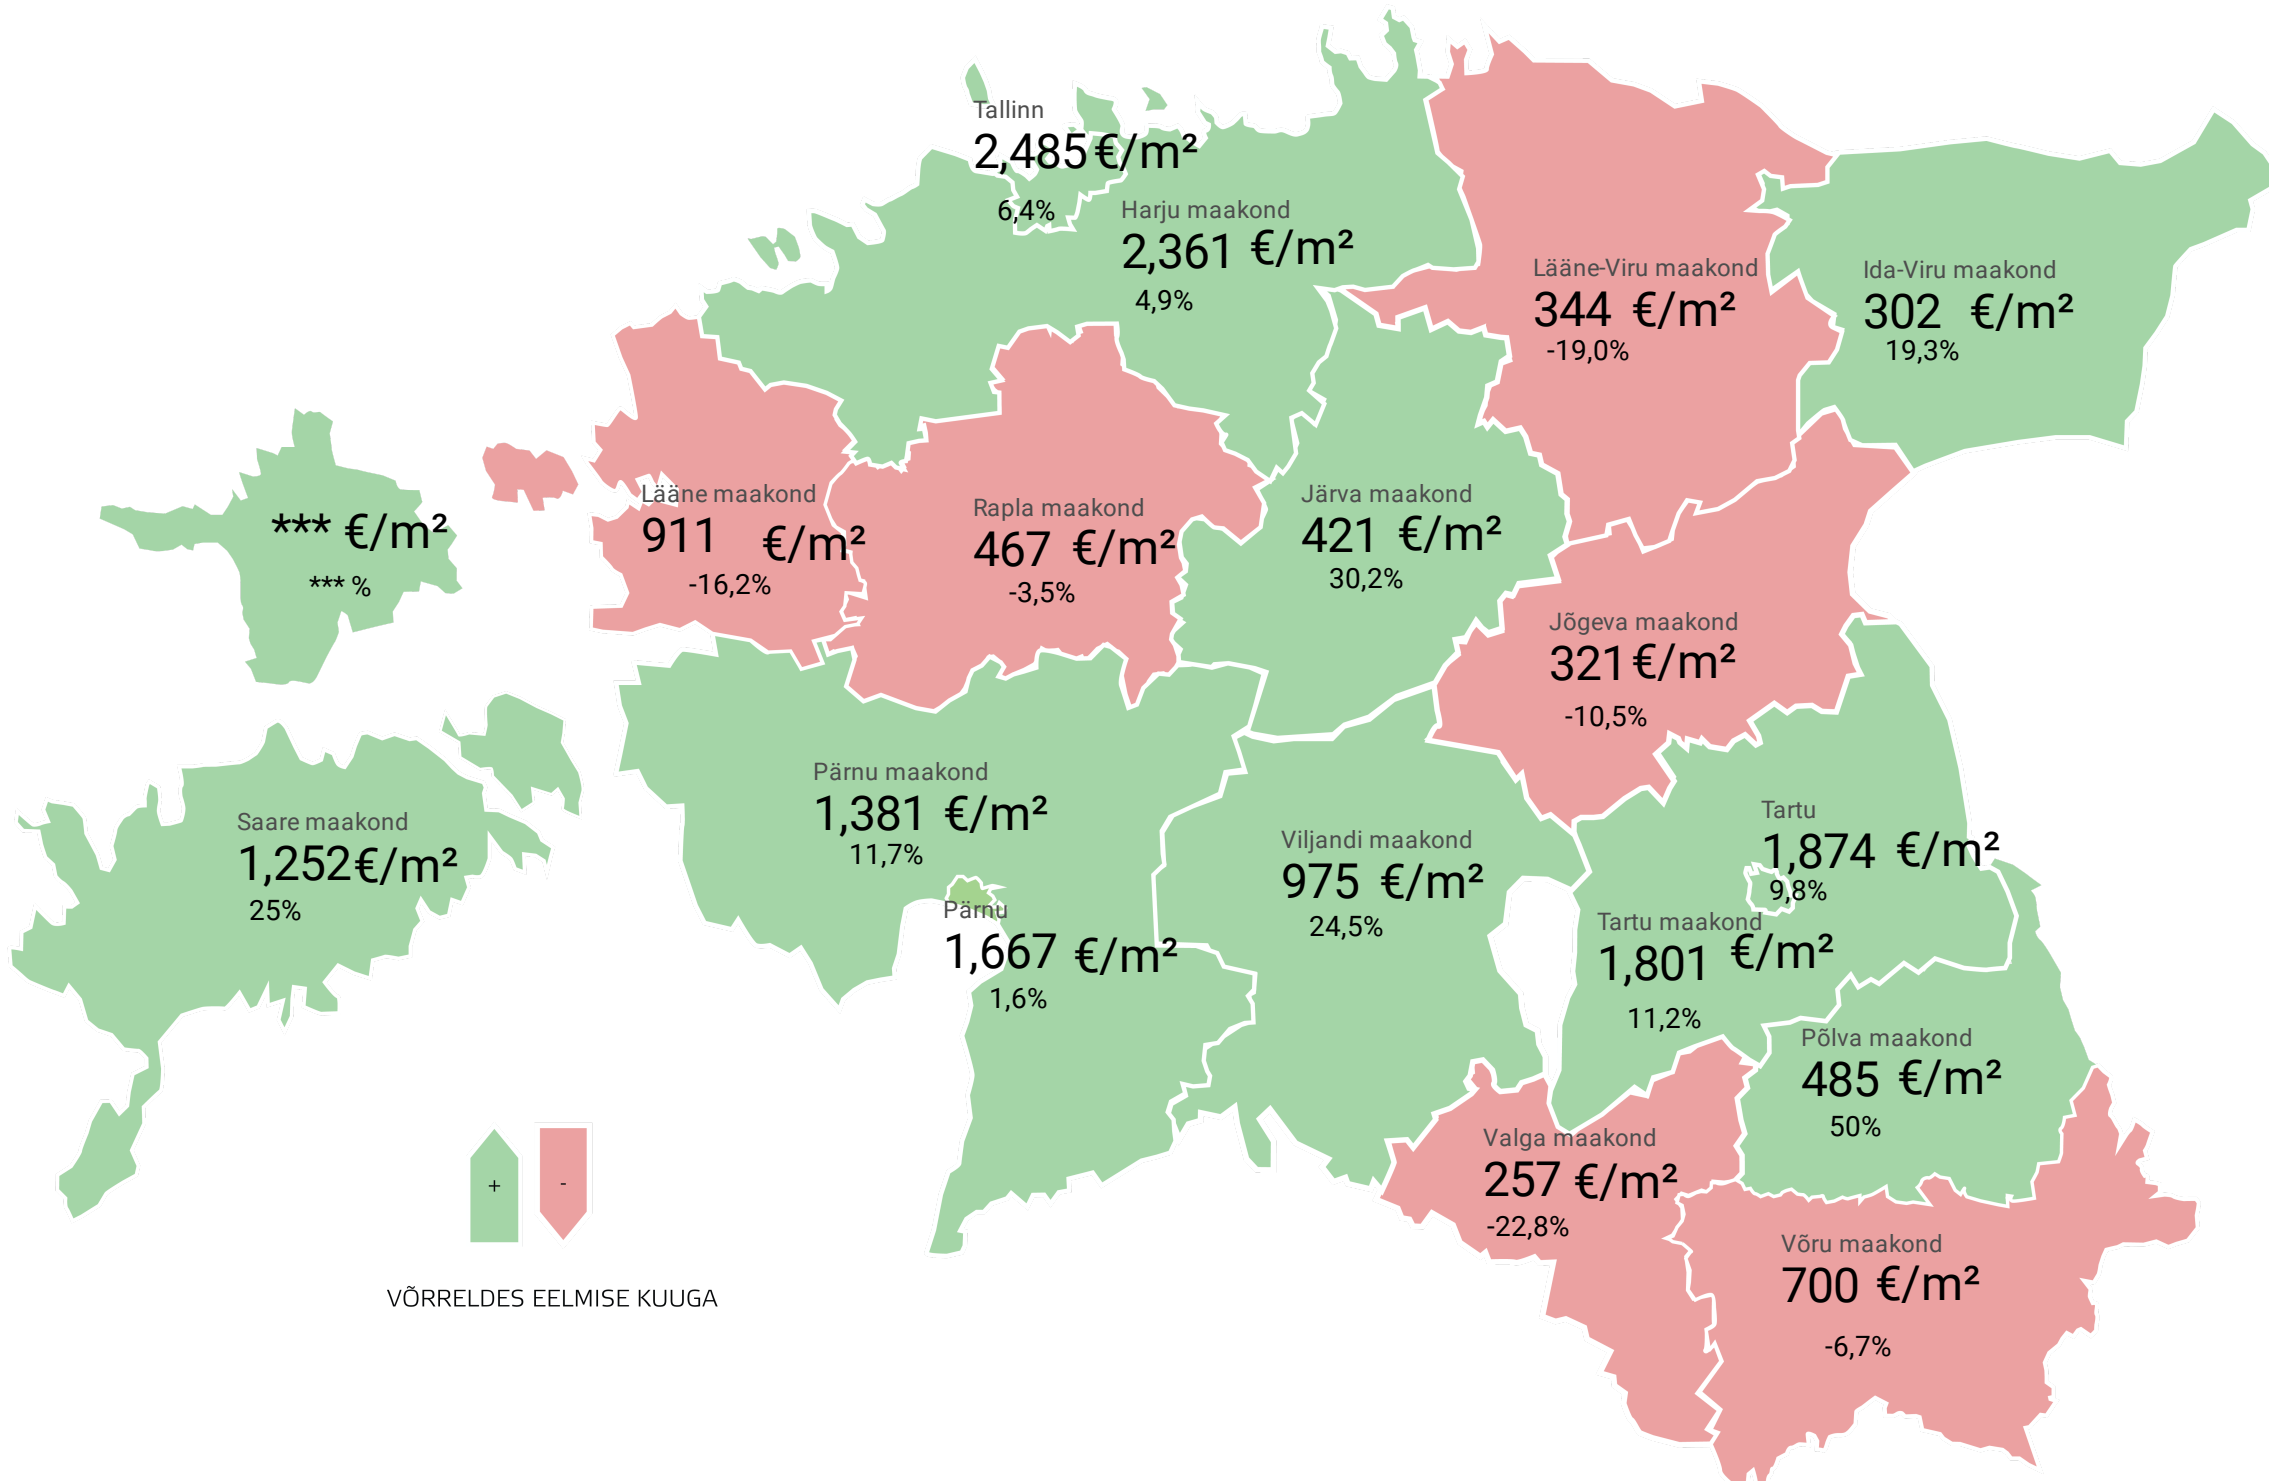 Tallinn
2,485 €/m²
6,4%
Harju maakond
2,361 €/m²
4,9%
Lääne-Viru maakond
344 €/m²
-19,0%
Ida-Viru maakond
302 €/m²
19,3%
*** €/m²
*** %
Lääne maakond
911 €/m²
-16,2%
Rapla maakond
467 €/m²
-3,5%
Järva maakond
421 €/m²
30,2%
Jõgeva maakond
321 €/m²
-10,5%
Saare maakond
1,252 €/m²
25%
Pärnu maakond
1,381 €/m²
11,7%
Pärnu
1,667 €/m²
1,6%
Viljandi maakond
975 €/m²
24,5%
Tartu
1,874 €/m²
9,8%
Tartu maakond
1,801 €/m²
11,2%
Põlva maakond
485 €/m²
50%
Valga maakond
257 €/m²
-22,8%
Võru maakond
700 €/m²
-6,7%
+ -
VÕRRELDES EELMISE KUUGA